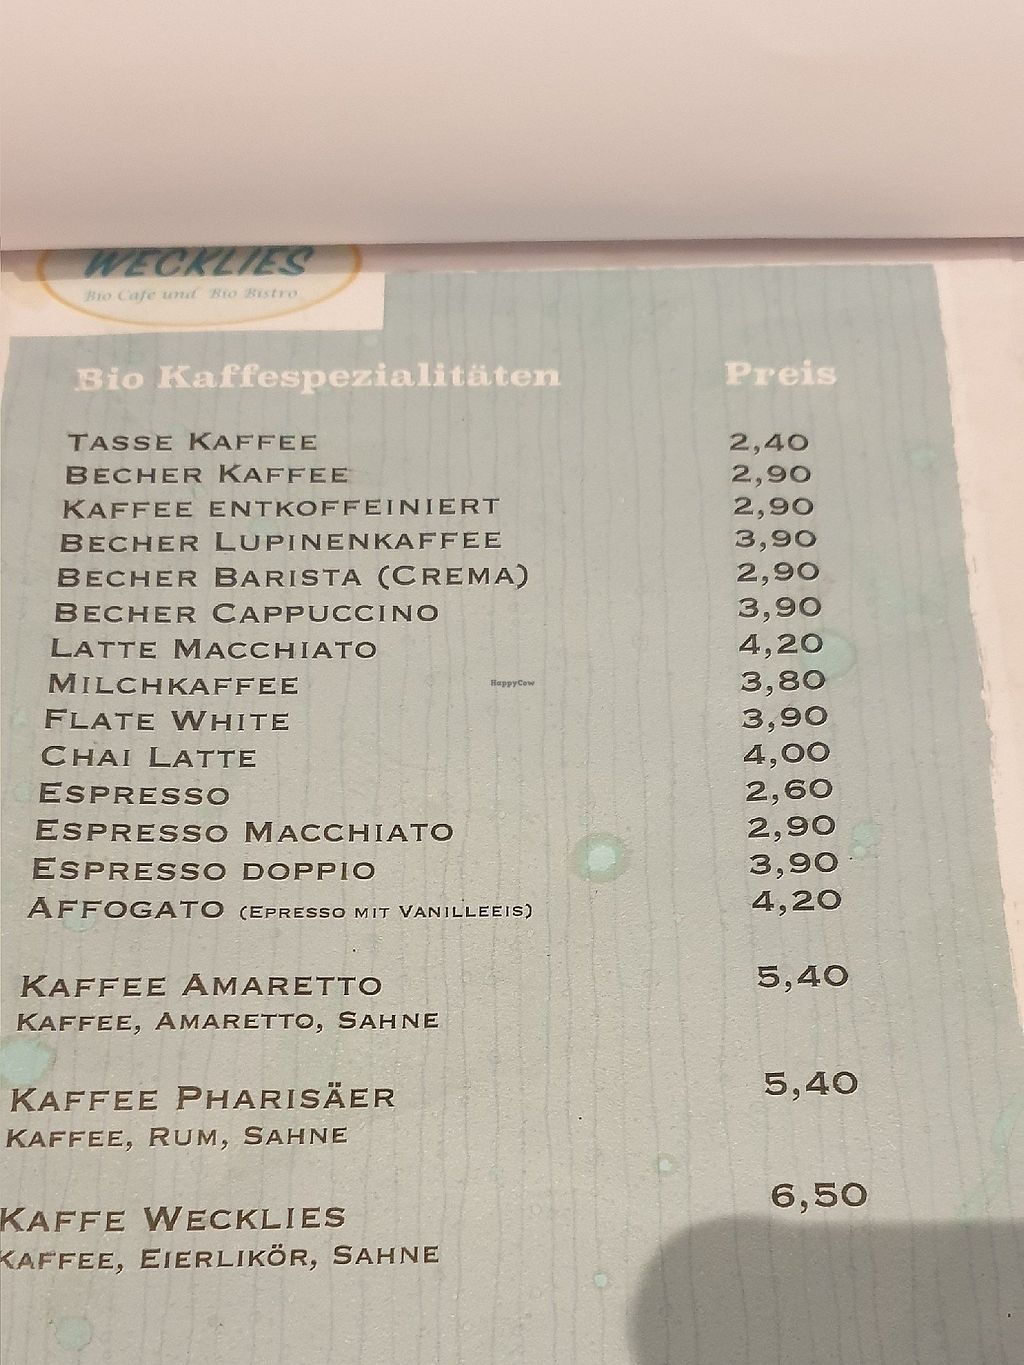 WECKLIES
Bio Cafe und Bio Bistro
Bio Kaffespezialitäten Preis
TASSE KAFFEE 2,40
BECHER KAFFEE 2,90
KAFFEE ENTKOFFEINIERT 2,90
BECHER LUPINENKAFFEE 3,90
BECHER BARISTA (CREMA) 2,90
BECHER CAPPUCCINO 3,90
LATTE MACCHIATO 4,20
MILCHKAFFEE 3,80
HappyCow
FLATE WHITE 3,90
CHAI LATTE 4,00
ESPRESSO 2,60
ESPRESSO MACCHIATO 2,90
ESPRESSO DOPPIO 3,90
AFFOGATO (EPRESSO MIT VANILLEEIS) 4,20
KAFFEE AMARETTO 5,40
KAFFEE, AMARETTO, SAHNE
KAFFEE PHARISÄER 5,40
KAFFEE, RUM, SAHNE
KAFFE WECKLIES 6,50
KAFFEE, EIERLIKÖR, SAHNE